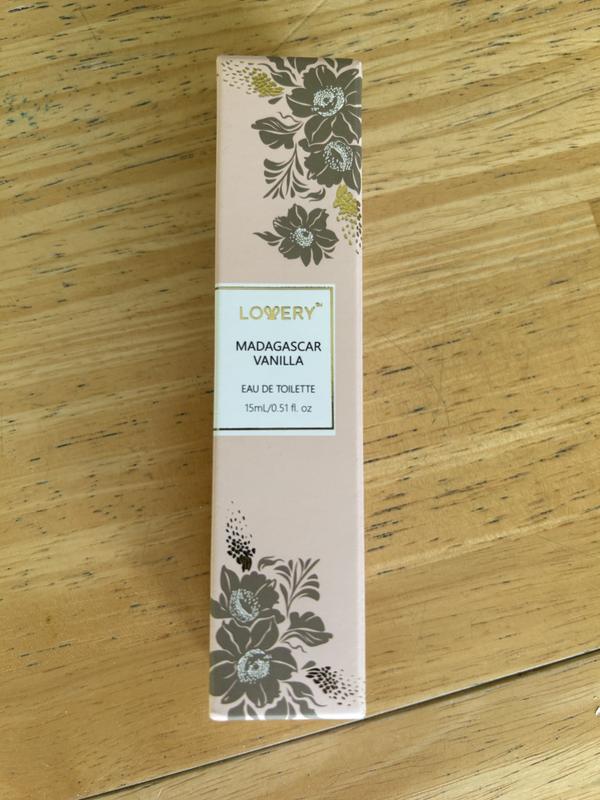 LOVERY™
MADAGASCAR
VANILLA
EAU DE TOILETTE
15mL/0.51 fl. oz